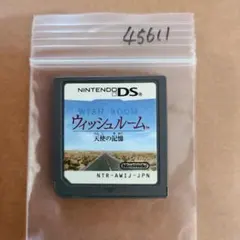 45611
NINTENDO DS
WISH ROOM
ウィッシュルーム
天使の記憶
Nintendo
NTR-AWIJ-JPN